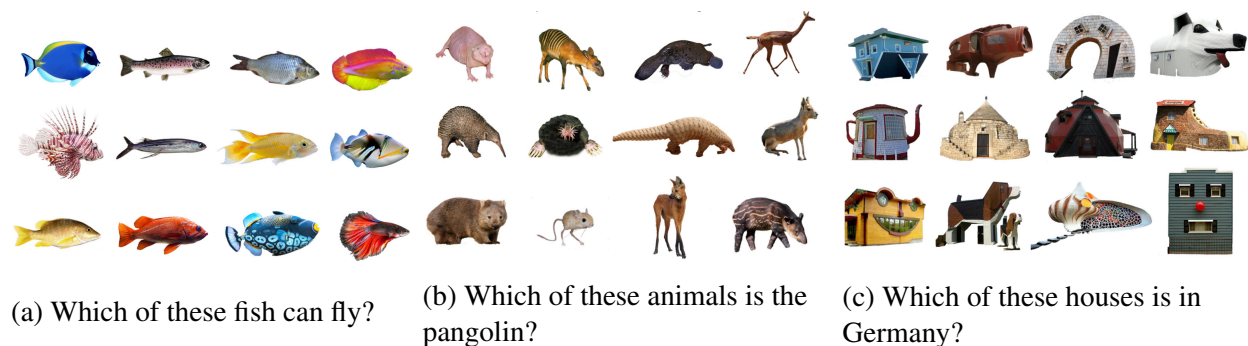 (a) Which of these fish can fly?
(b) Which of these animals is the
pangolin?
(c) Which of these houses is in
Germany?